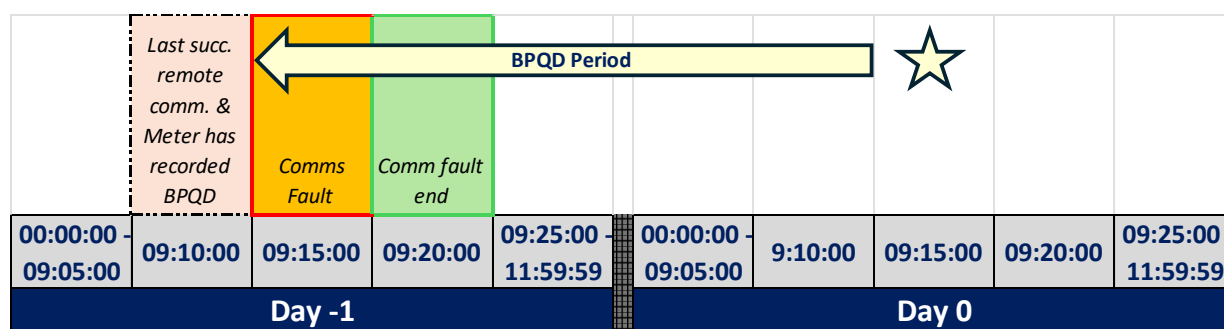 Last succ.
remote
comm. &
Meter has
recorded
BPQD
Comms
Fault
Comm fault
end
BPQD Period
00:00:00 -
09:05:00
09:10:00
09:15:00
09:20:00
09:25:00 -
11:59:59
00:00:00 -
09:05:00
9:10:00
09:15:00
09:20:00
09:25:00
11:59:59
Day -1
Day 0